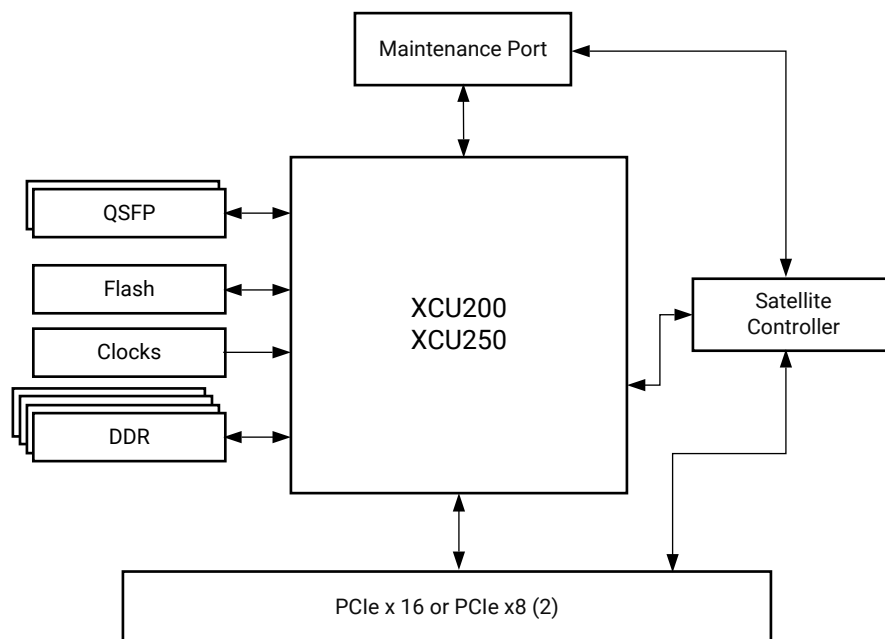 Maintenance Port
QSFP
Flash
Clocks
DDR
XCU200
XCU250
Satellite
Controller
PCIe x 16 or PCIe x8 (2)